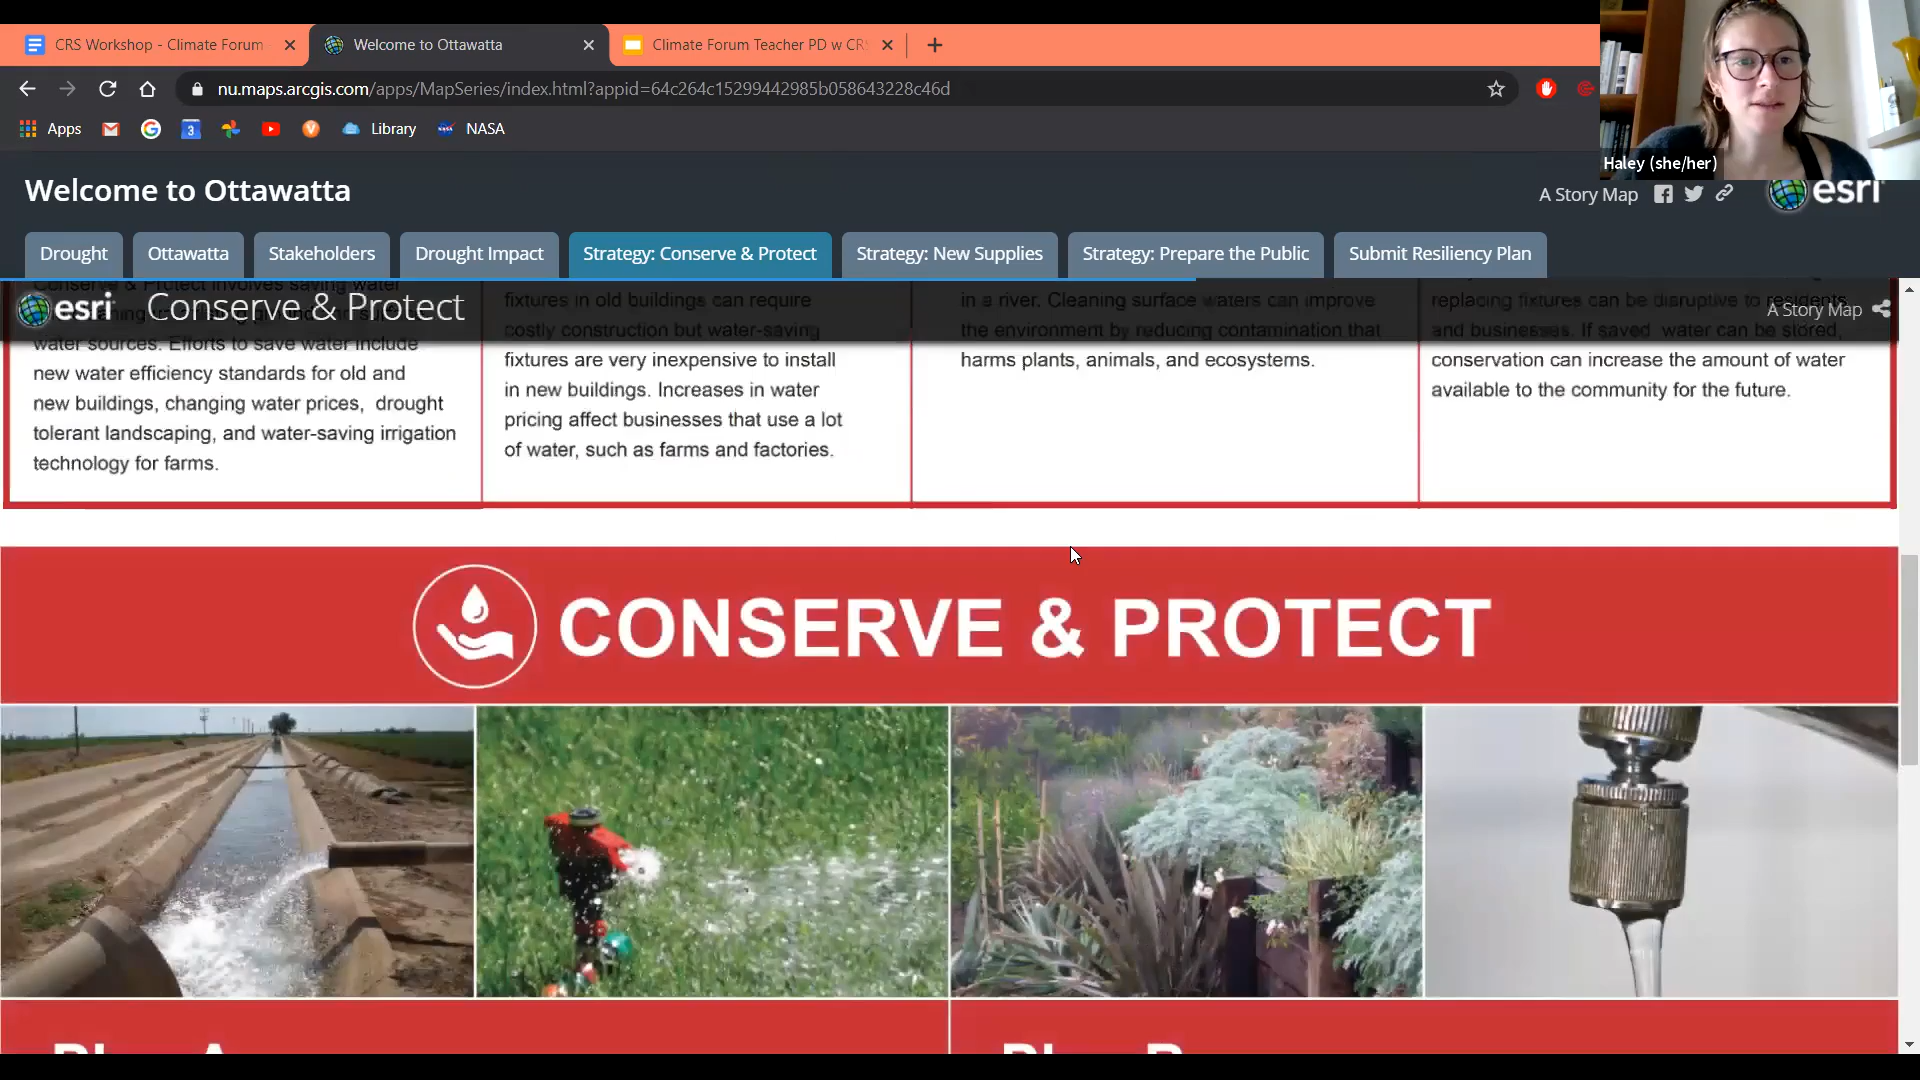 CRS Workshop - Climate Forum
Welcome to Ottawatta
Climate Forum Teacher PD w CRS
nu.maps.arcgis.com/apps/MapSeries/index.html?appid=64c264c15299442985b058643228c46d
Apps
3
Library
NASA
Haley (she/her)
Welcome to Ottawatta
A Story Map
esri
Drought
Ottawatta
Stakeholders
Drought Impact
Strategy: Conserve & Protect
Strategy: New Supplies
Strategy: Prepare the Public
Submit Resiliency Plan
esri
Conserve & Protect
A Story Map
Conserve & Protect involves saving water
water sources. Efforts to save water include
new water efficiency standards for old and
new buildings, changing water prices, drought
tolerant landscaping, and water-saving irrigation
technology for farms.
fixtures in old buildings can require
costly construction but water-saving
fixtures are very inexpensive to install
in new buildings. Increases in water
pricing affect businesses that use a lot
of water, such as farms and factories.
in a river. Cleaning surface waters can improve
the environment by reducing contamination that
harms plants, animals, and ecosystems.
replacing fixtures can be disruptive to residents
and businesses. If saved water can be stored,
conservation can increase the amount of water
available to the community for the future.
CONSERVE & PROTECT